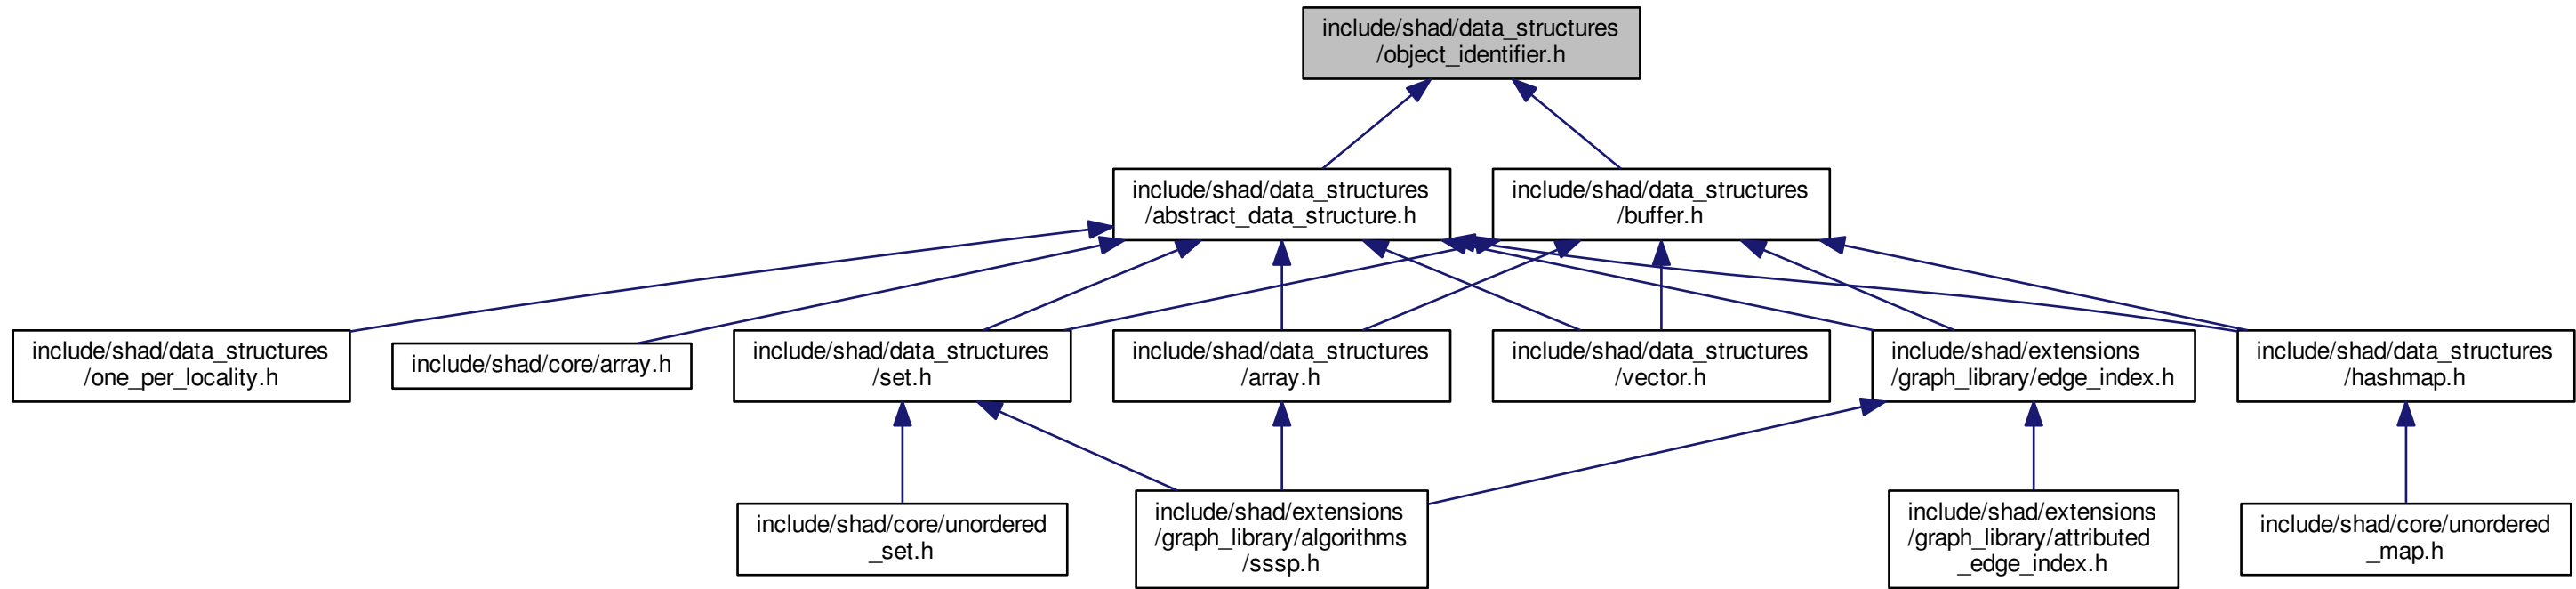 include/shad/data_structures
/object_identifier.h
include/shad/data_structures
/abstract_data_structure.h
include/shad/data_structures
/buffer.h
include/shad/data_structures
/one_per_locality.h
include/shad/core/array.h
include/shad/data_structures
/set.h
include/shad/data_structures
/array.h
include/shad/data_structures
/vector.h
include/shad/extensions
/graph_library/edge_index.h
include/shad/data_structures
/hashmap.h
include/shad/core/unordered
_set.h
include/shad/extensions
/graph_library/algorithms
/sssp.h
include/shad/extensions
/graph_library/attributed
_edge_index.h
include/shad/core/unordered
_map.h